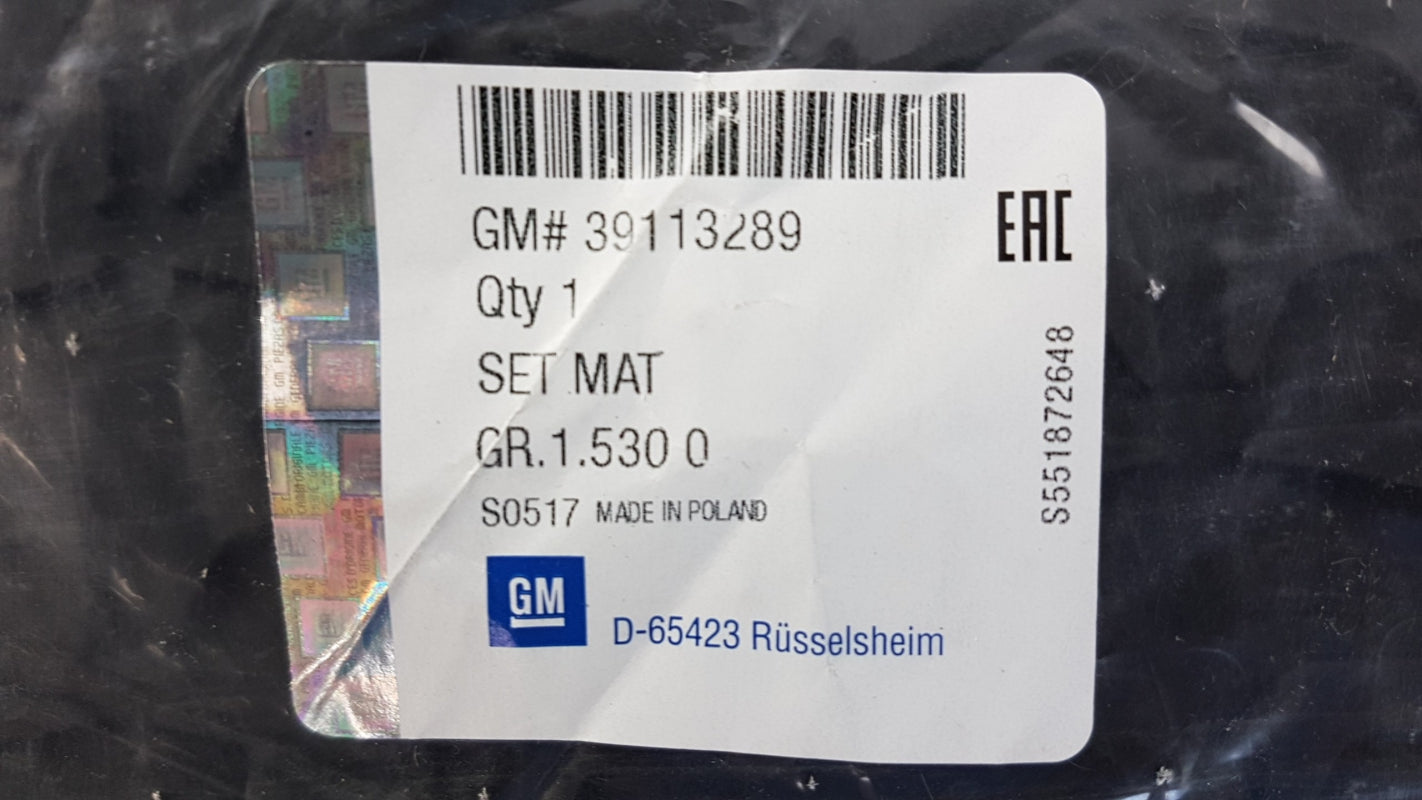 GM# 39113289
EAC
Qty 1
SET MAT
GR.1.530 0
S0517 MADE IN POLAND
S551872648
GM
D-65423 Rüsselsheim